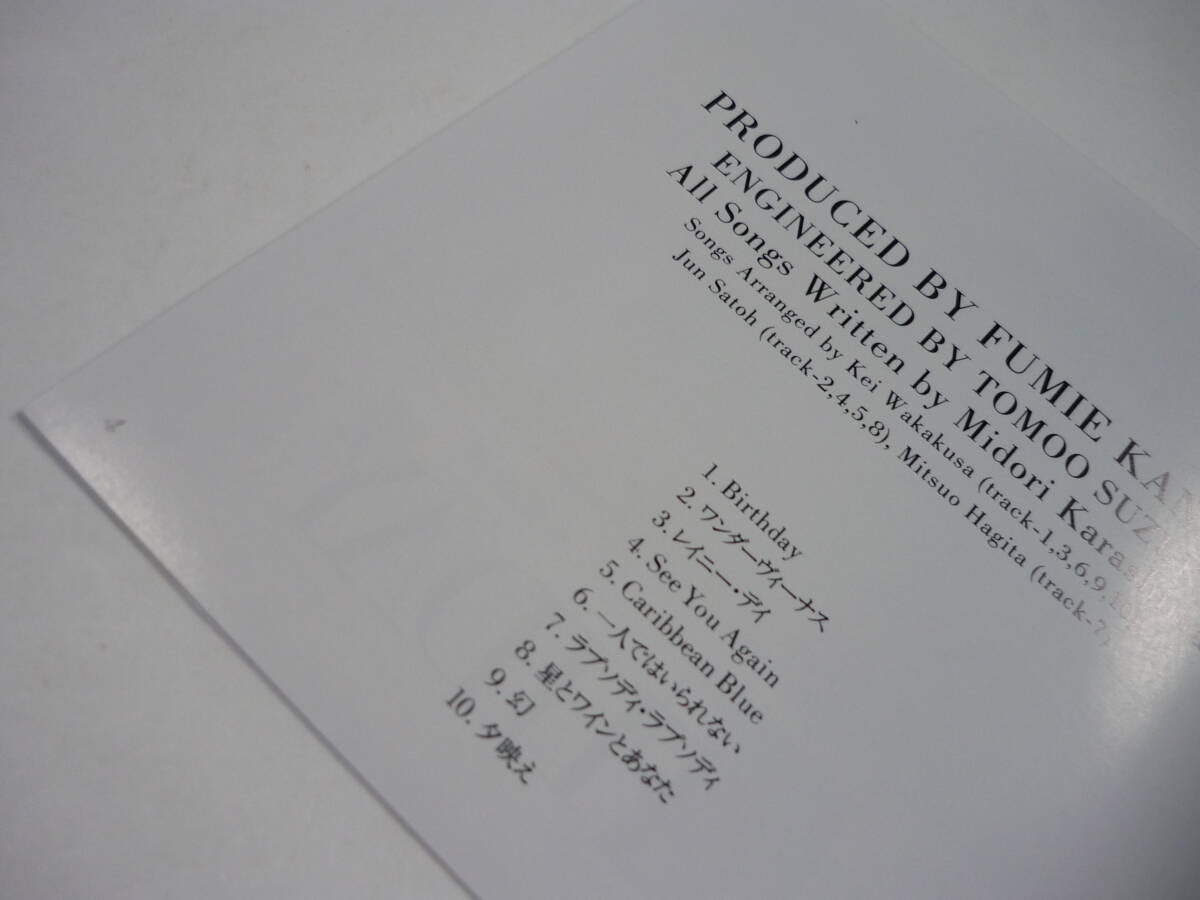 PRODUCED BY FUMIE
ENGINEERED BY TOMOO
All Songs Written by Midori
Songs Arranged by Kei Wakakusa (track-1,3,6,9,10
Jun Satoh (track-2,4,5,8), Mitsuo Hagita (track-7)
1. Birthday
2. ワンダーヴィーナス
3. レイニー・デイ
4. See You Again
5. Caribbean Blue
6. 一人ではいられない
7. ラプソディ・ラプソディ
8. 星とワインとあなた
9. 幻
10. 夕映え
4